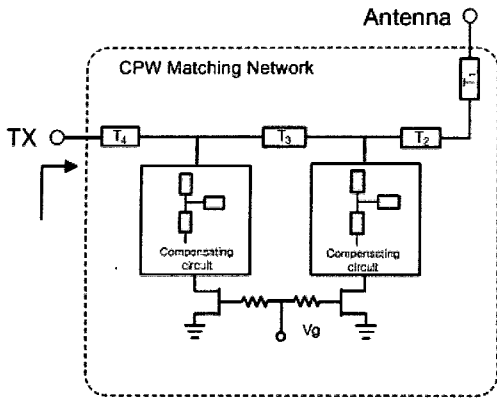 Antenna
CPW Matching Network
T1
TX
T4
T3
T2
Compensating
circuit
Compensating
circuit
Vg